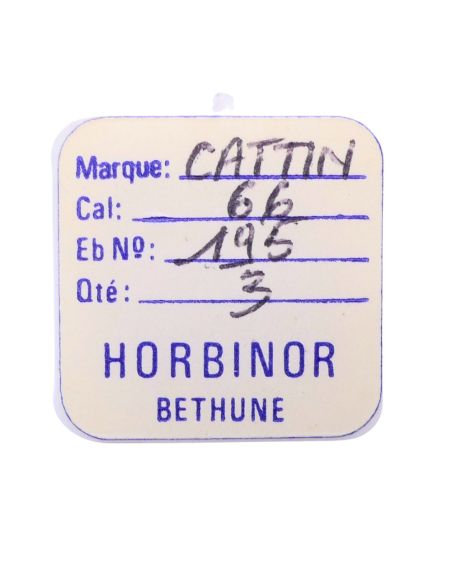 Marque: CATTIN
Cal: 66
Eb Nº: 195
Qté: 3
HORBINOR
BETHUNE